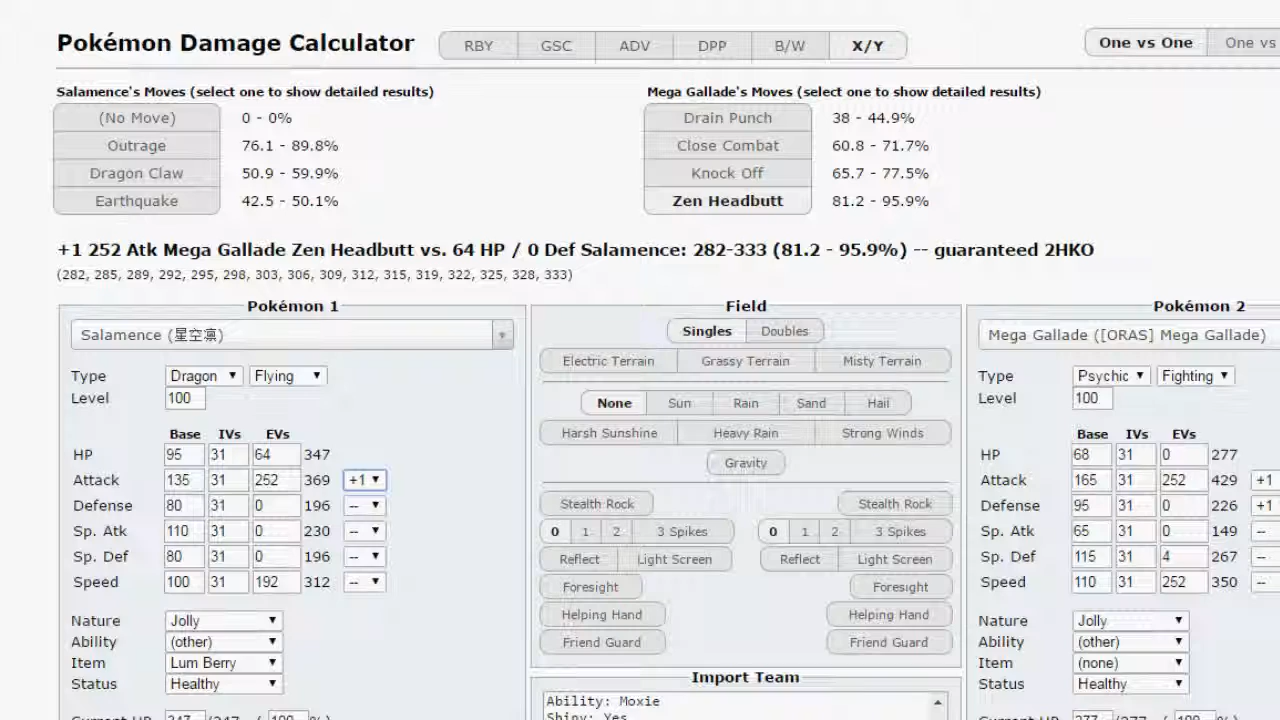 Pokémon Damage Calculator RBY GSC ADV DPP B/W X/Y One vs One One vs
Salamence's Moves (select one to show detailed results) Mega Gallade's Moves (select one to show detailed results)
(No Move) 0 - 0% Drain Punch 38 - 44.9%
Outrage 76.1 - 89.8% Close Combat 60.8 - 71.7%
Dragon Claw 50.9 - 59.9% Knock Off 65.7 - 77.5%
Earthquake 42.5 - 50.1% Zen Headbutt 81.2 - 95.9%
+1 252 Atk Mega Gallade Zen Headbutt vs. 64 HP / 0 Def Salamence: 282-333 (81.2 - 95.9%) -- guaranteed 2HKO
(282, 285, 289, 292, 295, 298, 303, 306, 309, 312, 315, 319, 322, 325, 328, 333)
Pokémon 1
Salamence (星空凛)
Type Dragon Flying
Level 100
Base IVs EVs
HP 95 31 64 347
Attack 135 31 252 369 +1
Defense 80 31 0 196 --
Sp. Atk 110 31 0 230 --
Sp. Def 80 31 0 196 --
Speed 100 31 192 312 --
Nature Jolly
Ability (other)
Item Lum Berry
Status Healthy
Current HP 347 /347 ( 100 %)
Field
Singles Doubles
Electric Terrain Grassy Terrain Misty Terrain
None Sun Rain Sand Hail
Harsh Sunshine Heavy Rain Strong Winds
Gravity
Stealth Rock Stealth Rock
0 1 2 3 Spikes 0 1 2 3 Spikes
Reflect Light Screen Reflect Light Screen
Foresight Foresight
Helping Hand Helping Hand
Friend Guard Friend Guard
Import Team
Ability: Moxie
Shiny: Yes
Pokémon 2
Mega Gallade ([ORAS] Mega Gallade)
Type Psychic Fighting
Level 100
Base IVs EVs
HP 68 31 0 277
Attack 165 31 252 429 +1
Defense 95 31 0 226 +1
Sp. Atk 65 31 0 149 --
Sp. Def 115 31 4 267 --
Speed 110 31 252 350 --
Nature Jolly
Ability (other)
Item (none)
Status Healthy
Current HP 277 /277 ( 100 %)